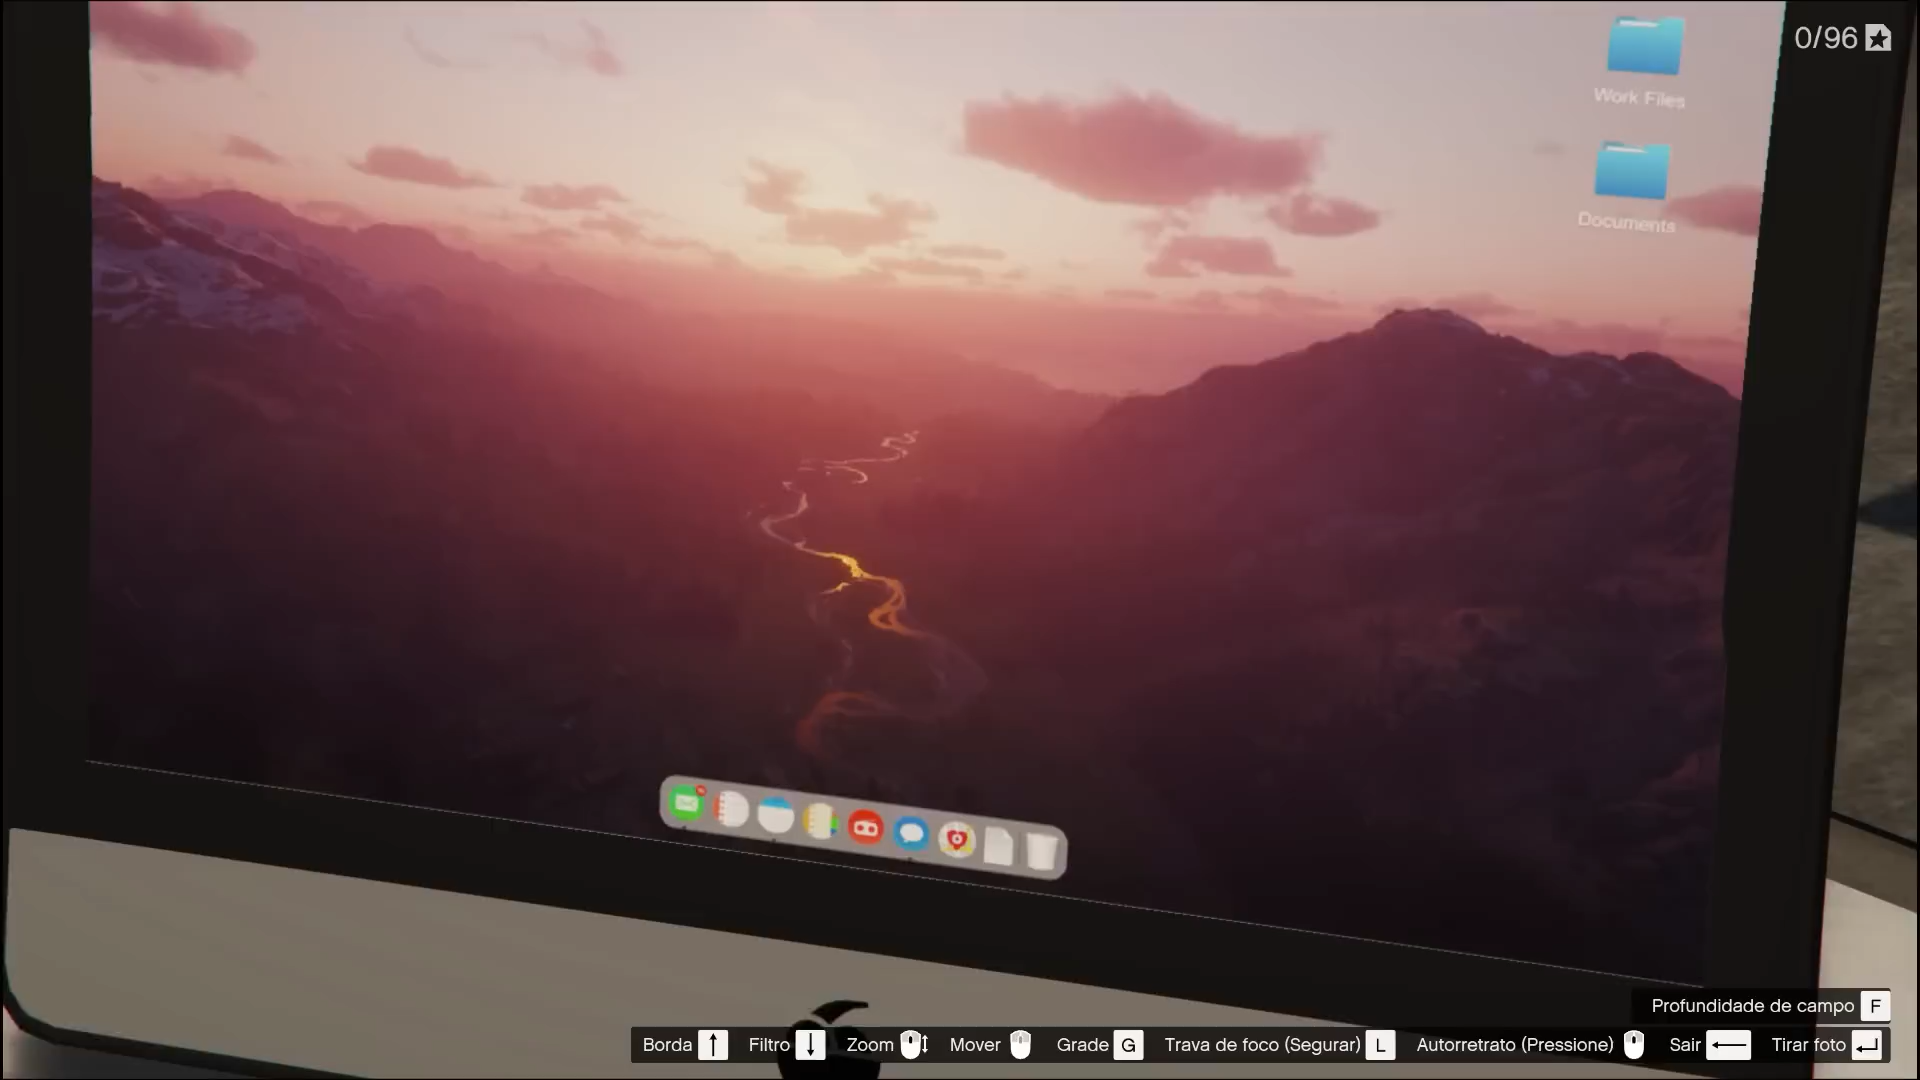 0/96
Work Files
Documents
Profundidade de campo F
Borda ↑ Filtro ↓ Zoom Mover Grade G Trava de foco (Segurar) L Autorretrato (Pressione) Sair ← Tirar foto ↵